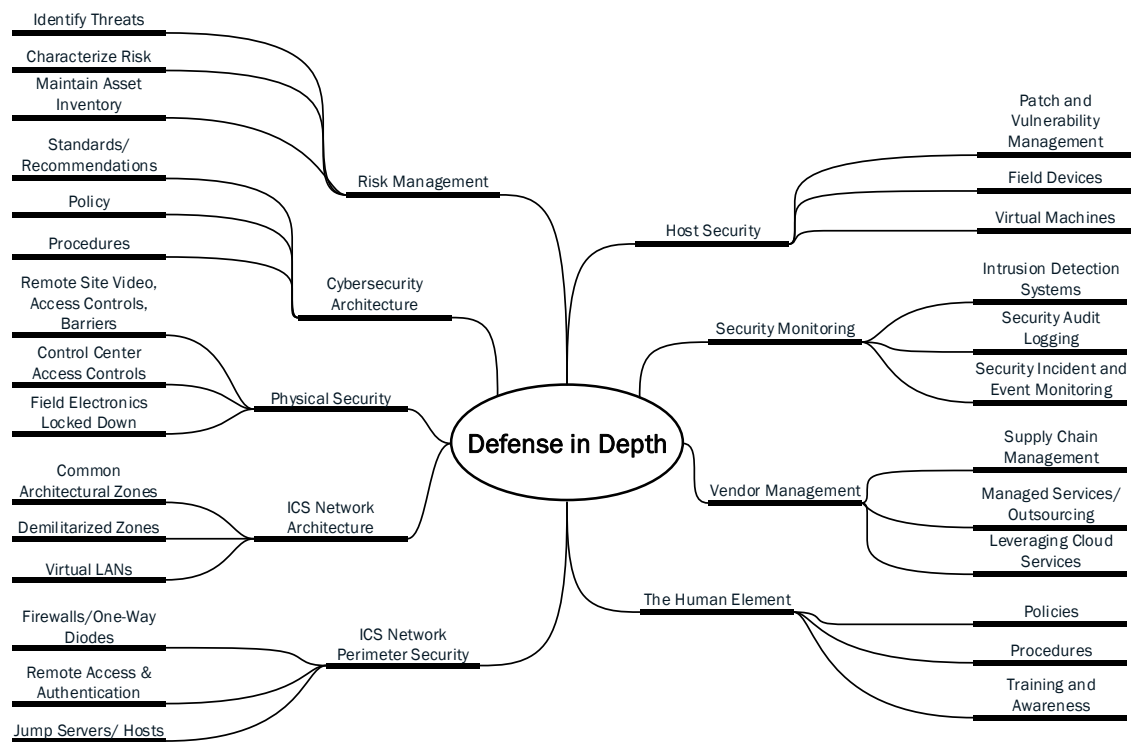 Identify Threats
Characterize Risk
Maintain Asset
Inventory
Risk Management
Standards/
Recommendations
Policy
Procedures
Cybersecurity
Architecture
Remote Site Video,
Access Controls,
Barriers
Control Center
Access Controls
Field Electronics
Locked Down
Physical Security
Common
Architectural Zones
Demilitarized Zones
Virtual LANs
ICS Network
Architecture
Firewalls/One-Way
Diodes
Remote Access &
Authentication
Jump Servers/ Hosts
ICS Network
Perimeter Security
Defense in Depth
Host Security
Patch and
Vulnerability
Management
Field Devices
Virtual Machines
Security Monitoring
Intrusion Detection
Systems
Security Audit
Logging
Security Incident and
Event Monitoring
Vendor Management
Supply Chain
Management
Managed Services/
Outsourcing
Leveraging Cloud
Services
The Human Element
Policies
Procedures
Training and
Awareness